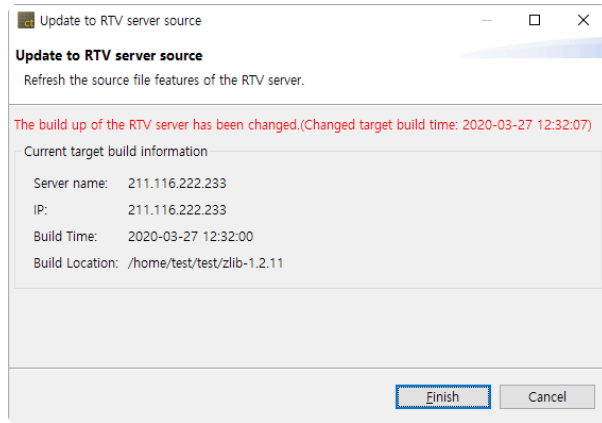 ct Update to RTV server source
Update to RTV server source
Refresh the source file features of the RTV server.
The build up of the RTV server has been changed.(Changed target build time: 2020-03-27 12:32:07)
Current target build information
Server name: 211.116.222.233
IP: 211.116.222.233
Build Time: 2020-03-27 12:32:00
Build Location: /home/test/test/zlib-1.2.11
Finish Cancel